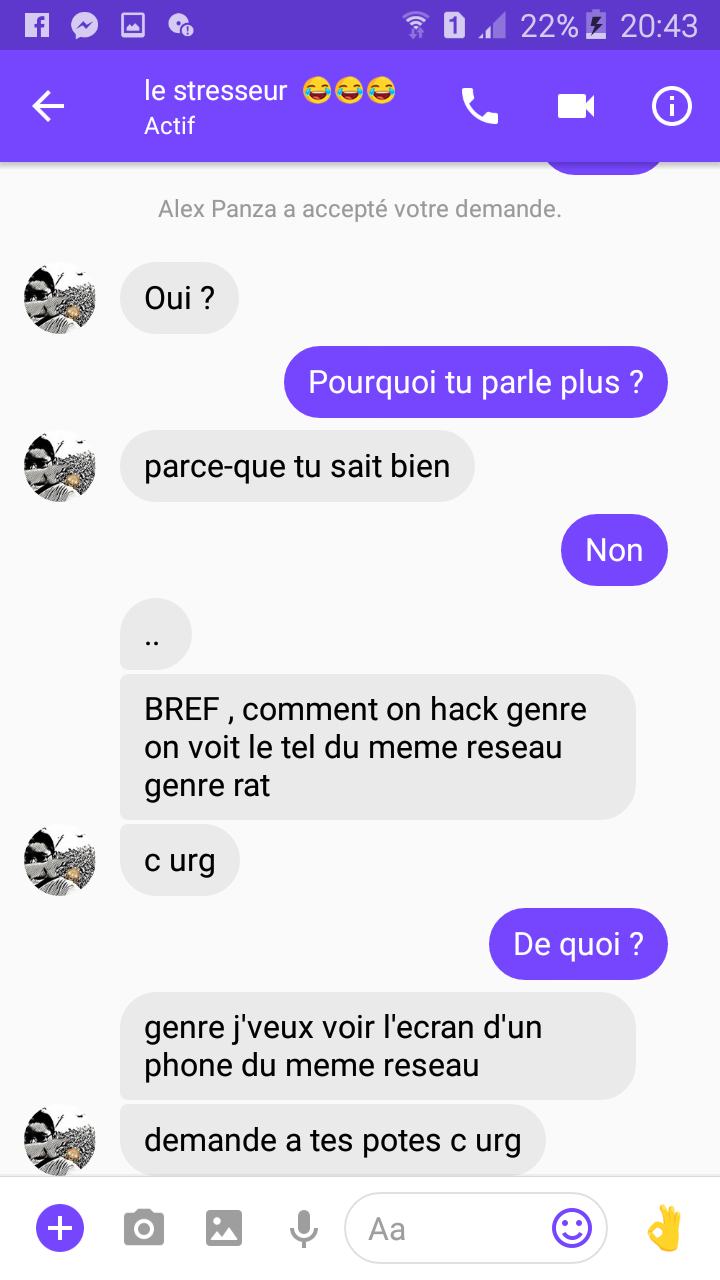 1 22% 20:43
le stresseur 😂😂😂
Actif
Alex Panza a accepté votre demande.
Oui ?
Pourquoi tu parle plus ?
parce-que tu sait bien
Non
..
BREF , comment on hack genre
on voit le tel du meme reseau
genre rat
c urg
De quoi ?
genre j'veux voir l'ecran d'un
phone du meme reseau
demande a tes potes c urg
Aa